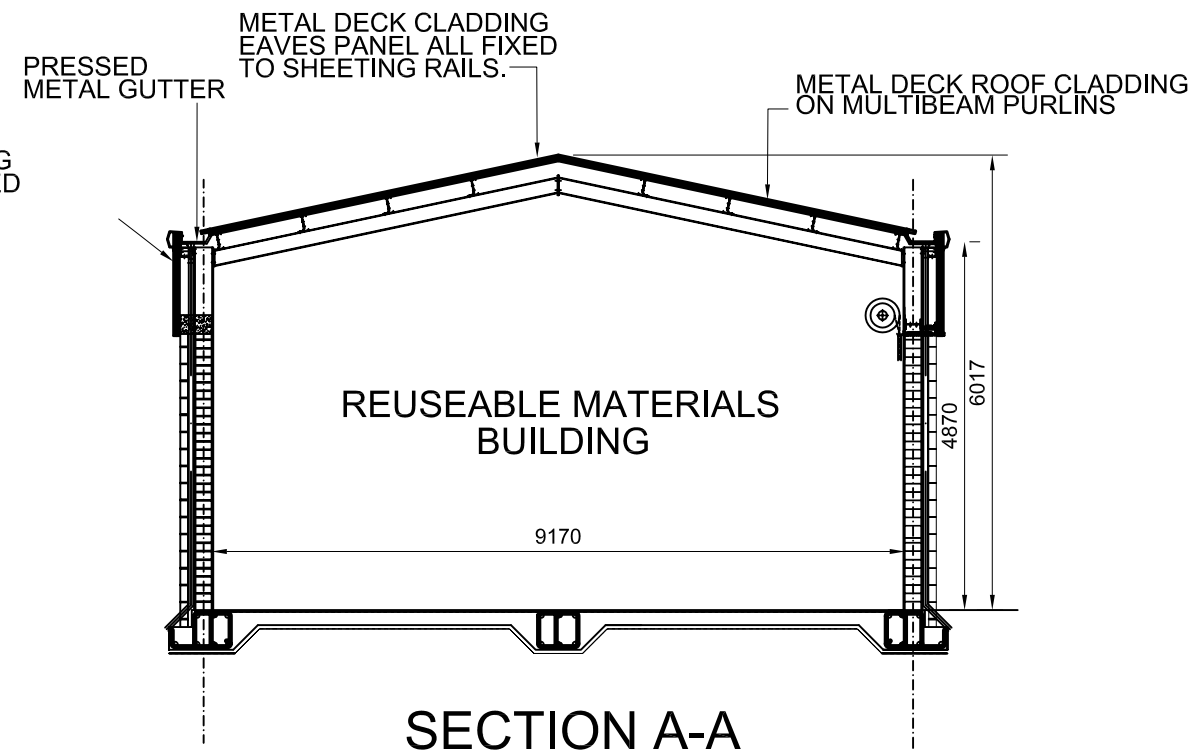 METAL DECK CLADDING
EAVES PANEL ALL FIXED
TO SHEETING RAILS.
PRESSED
METAL GUTTER
METAL DECK ROOF CLADDING
ON MULTIBEAM PURLINS
REUSEABLE MATERIALS
BUILDING
4870
6017
9170
SECTION A-A